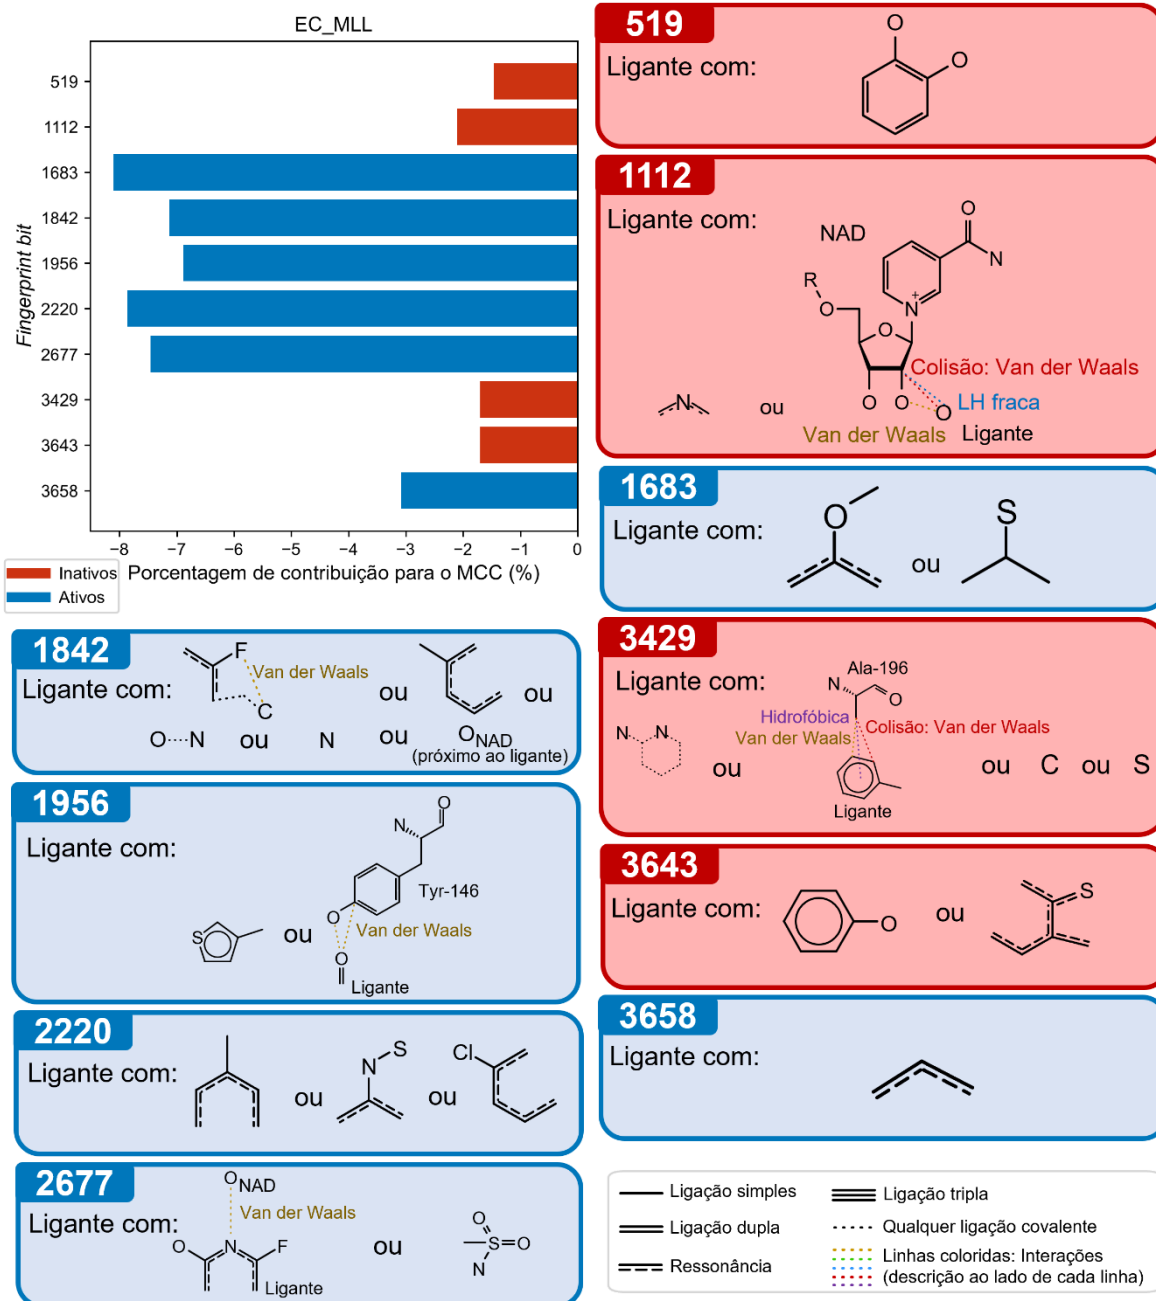 EC_MLL
Fingerprint bit
519
1112
1683
1842
1956
2220
2677
3429
3643
3658
−8 −7 −6 −5 −4 −3 −2 −1 0
Porcentagem de contribuição para o MCC (%)
Inativos
Ativos
519
Ligante com:
O
O
1112
Ligante com:
NAD
O
N
R
N
+
O
O
Colisão: Van der Waals
N
ou
O O O
LH fraca
Van der Waals Ligante
1683
Ligante com:
O
ou
S
1842
Ligante com:
F
Van der Waals
C
ou
ou
O N ou N ou O NAD
(próximo ao ligante)
3429
Ligante com:
Ala-196
N
O
Hidrofóbica
Colisão: Van der Waals
Van der Waals
N N
ou
Ligante
ou C ou S
1956
Ligante com:
O
N
Tyr-146
O
Van der Waals
S
ou
O
Ligante
3643
Ligante com:
O
ou
S
2220
Ligante com:
ou
N S
ou
Cl
3658
Ligante com:
2677
Ligante com:
O NAD
Van der Waals
O N F
Ligante
ou
O
S O
N
Ligação simples
Ligação dupla
Ressonância
Ligação tripla
Qualquer ligação covalente
Linhas coloridas: Interações
(descrição ao lado de cada linha)